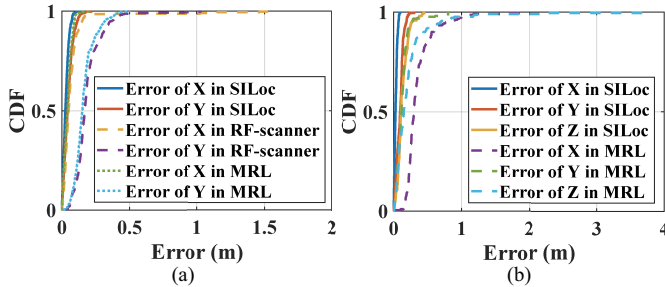 1
0.5
0
CDF
Error of X in SILoc
Error of Y in SILoc
Error of X in RF-scanner
Error of Y in RF-scanner
Error of X in MRL
Error of Y in MRL
0 0.5 1 1.5 2
Error (m)
(a)
1
0.5
0
CDF
Error of X in SILoc
Error of Y in SILoc
Error of Z in SILoc
Error of X in MRL
Error of Y in MRL
Error of Z in MRL
0 1 2 3 4
Error (m)
(b)